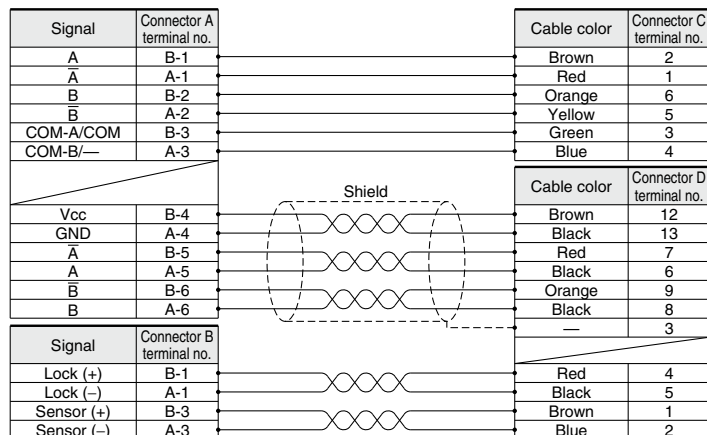 Signal Connector A terminal no. Cable color Connector C terminal no.
A B-1 Brown 2
A̅ A-1 Red 1
B B-2 Orange 6
B̅ A-2 Yellow 5
COM-A/COM B-3 Green 3
COM-B/— A-3 Blue 4
Shield Cable color Connector D terminal no.
Vcc B-4 Brown 12
GND A-4 Black 13
A̅ B-5 Red 7
A A-5 Black 6
B̅ B-6 Orange 9
B A-6 Black 8
— 3
Signal Connector B terminal no.
Lock (+) B-1 Red 4
Lock (–) A-1 Black 5
Sensor (+) B-3 Brown 1
Sensor (–) A-3 Blue 2